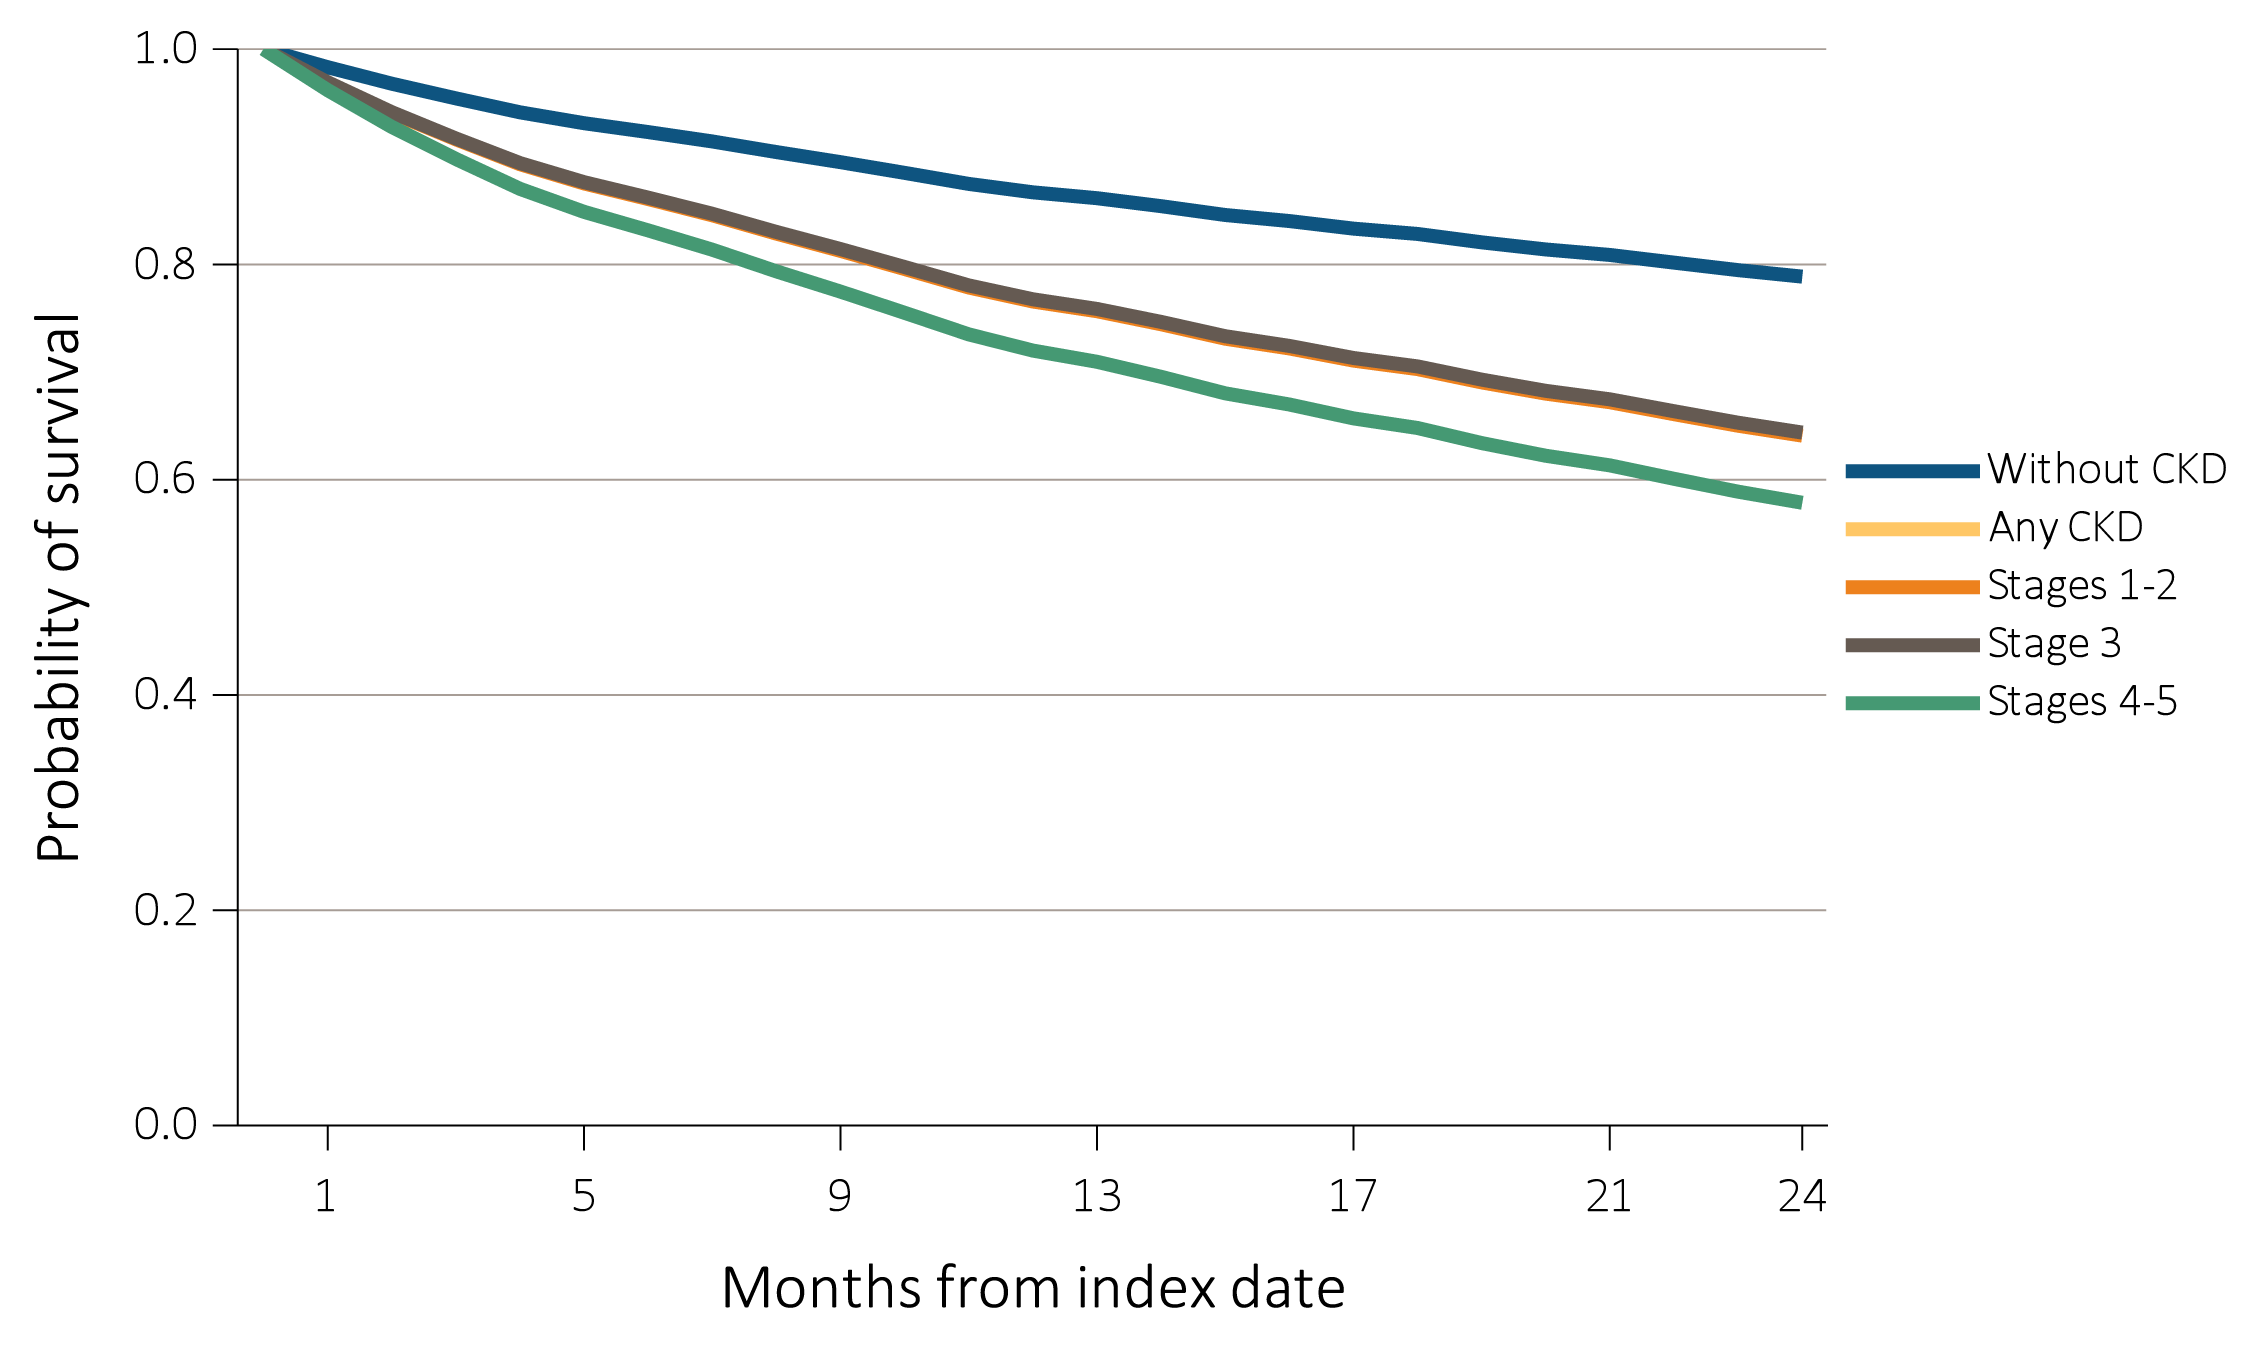 1.0
0.8
0.6
0.4
0.2
0.0
Probability of survival
1 5 9 13 17 21 24
Months from index date
Without CKD
Any CKD
Stages 1-2
Stage 3
Stages 4-5